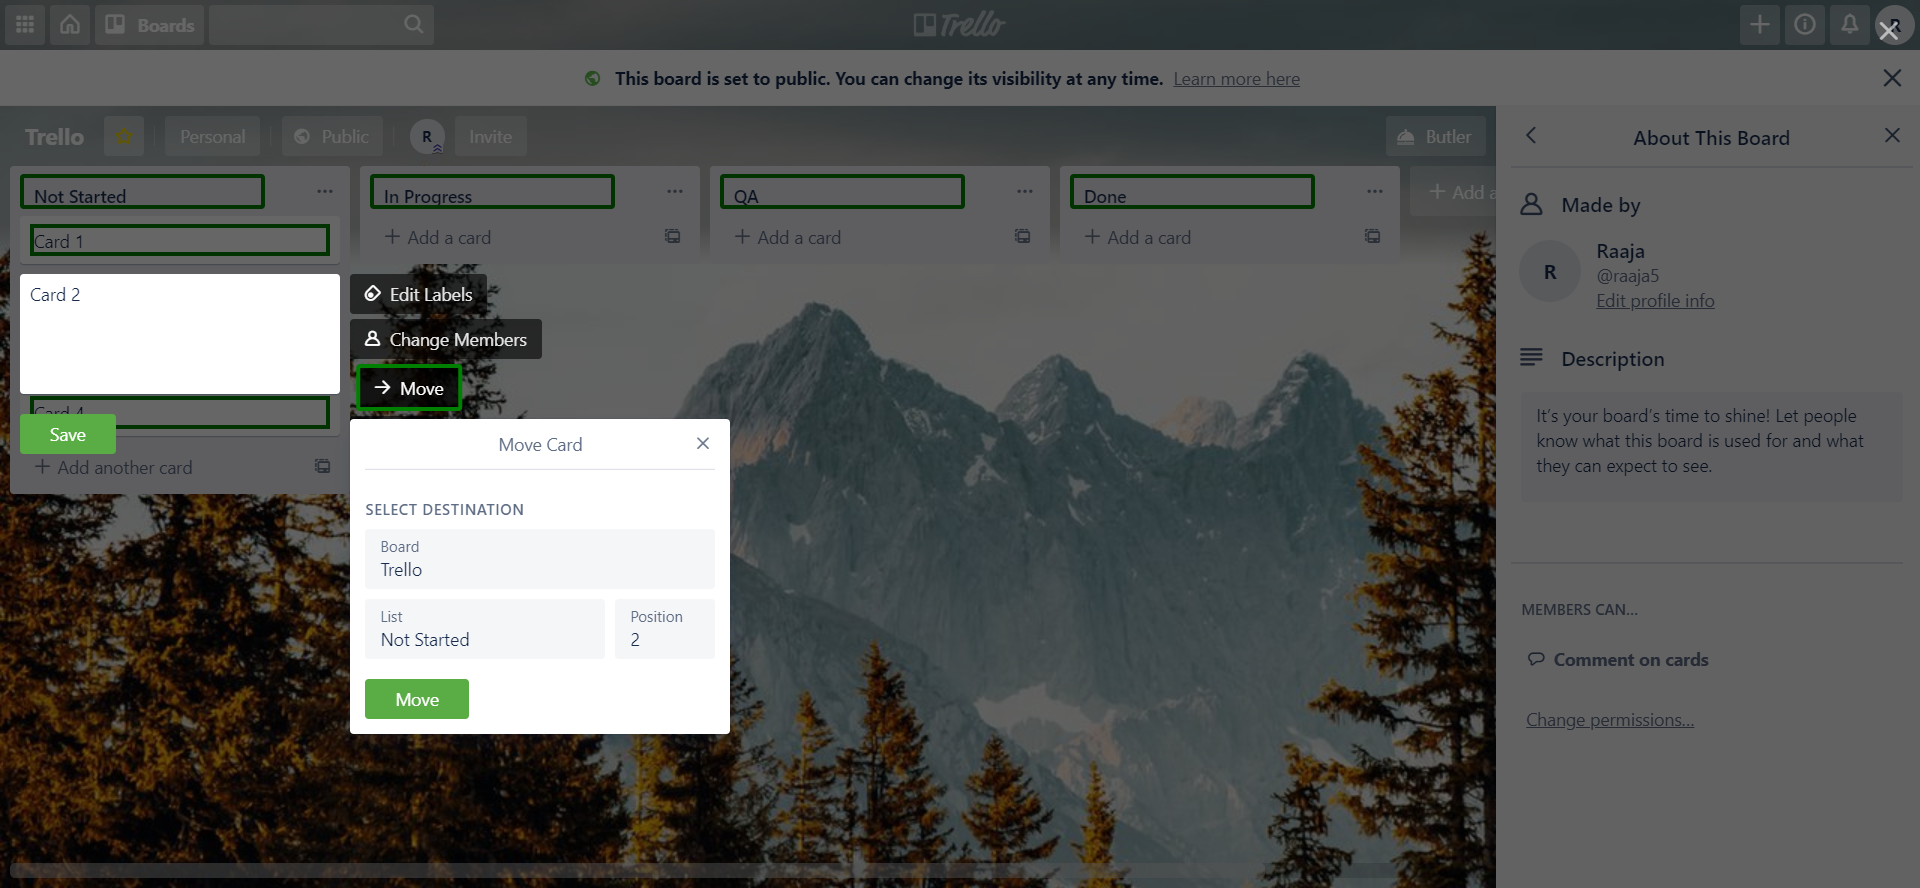 Boards
Trello
R
This board is set to public. You can change its visibility at any time. Learn more here
Trello
Personal
Public
R
Invite
Butler
Not Started
In Progress
QA
Done
Add a
Card 1
Add a card
Add a card
Add a card
Card 2
Edit Labels
Change Members
Move
Card 4
Save
Add another card
Move Card
SELECT DESTINATION
Board
Trello
List
Not Started
Position
2
Move
About This Board
Made by
R
Raaja
@raaja5
Edit profile info
Description
It's your board's time to shine! Let people
know what this board is used for and what
they can expect to see.
MEMBERS CAN...
Comment on cards
Change permissions...